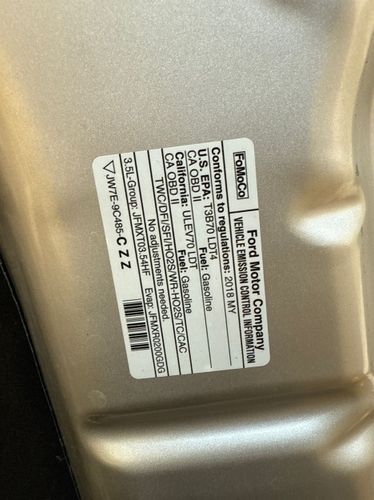 FoMoCo
Ford Motor Company
VEHICLE EMISSION CONTROL INFORMATION
Conforms to regulations: 2018 MY
U.S. EPA: T3B70 LDT4 Fuel: Gasoline
CA OBD II
California: ULEV70 LDT Fuel: Gasoline
CA OBD II
TWC/DFI/SFI/HO2S/WR-HO2S/TC/CAC
No adjustments needed.
3.5L-Group: JFMXT03.54HF Evap: JFMXR0200GDG
JW7E-9C485-CZZ